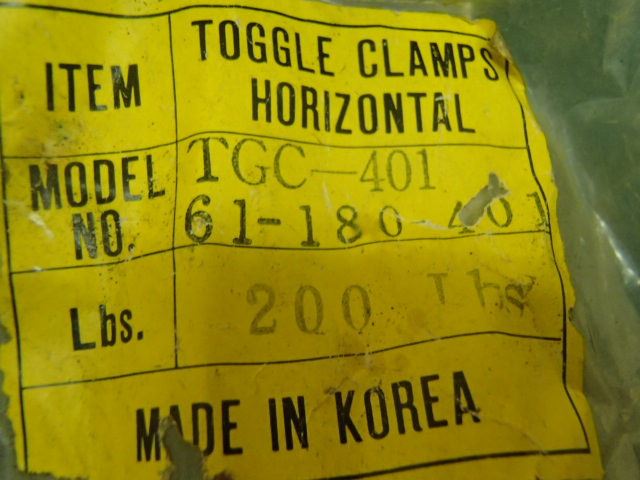 ITEM
TOGGLE CLAMPS/
HORIZONTAL
MODEL NO.
TGC-401
61-180-401
Lbs.
200 Lbs
MADE IN KOREA